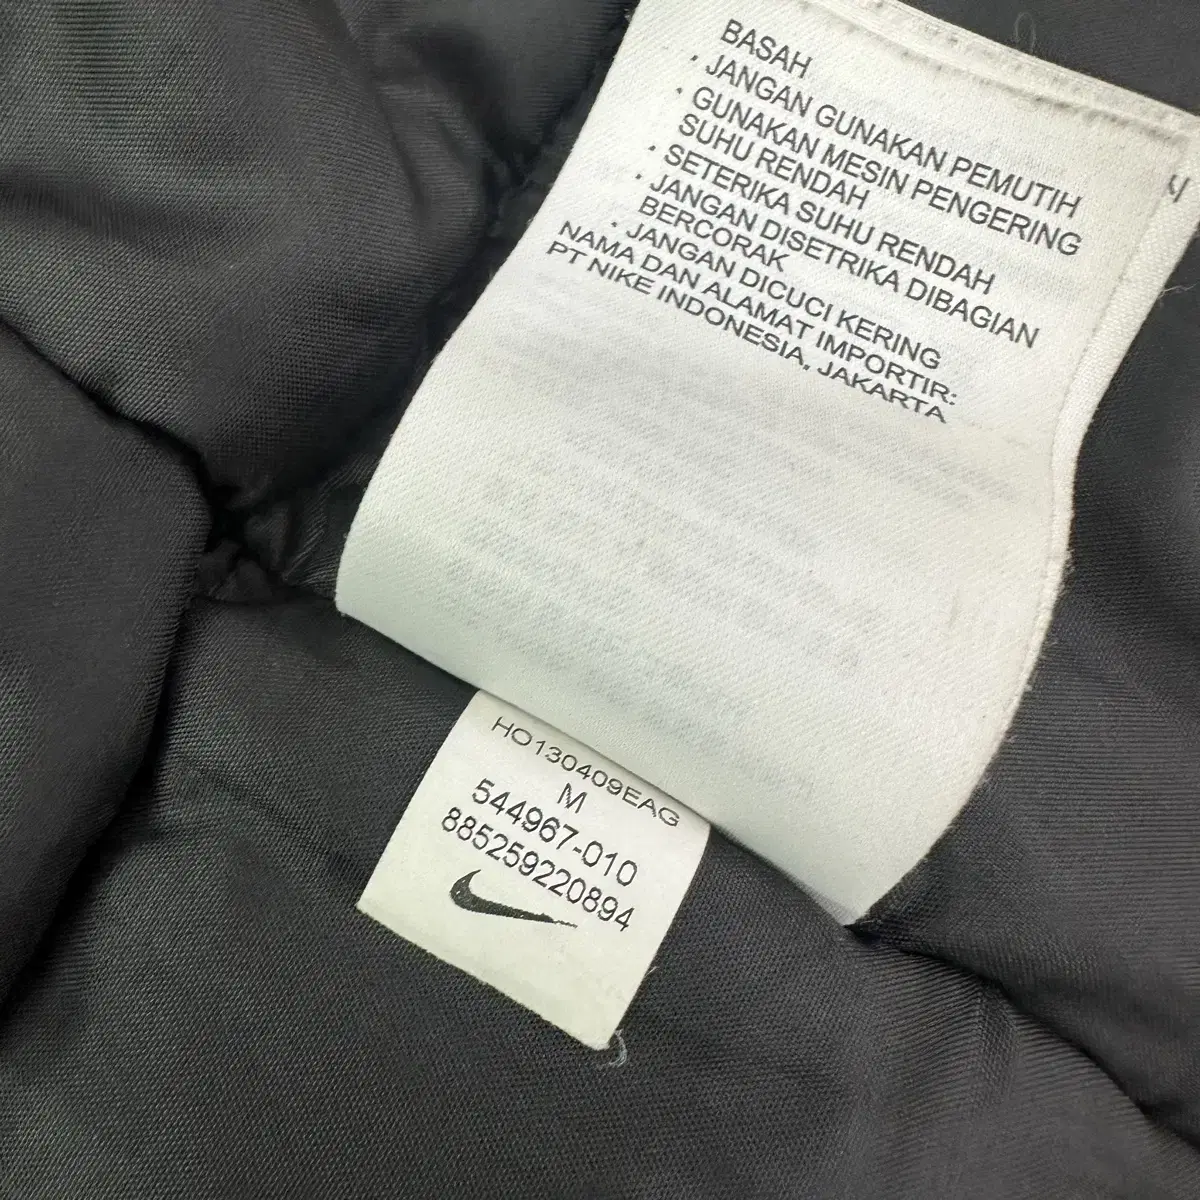 BASAH
· JANGAN GUNAKAN PEMUTIH
· GUNAKAN MESIN PENGERING
SUHU RENDAH
· SETERIKA SUHU RENDAH
· JANGAN DISETRIKA DIBAGIAN
BERCORAK
· JANGAN DICUCI KERING
NAMA DAN ALAMAT IMPORTIR:
PT NIKE INDONESIA, JAKARTA
HO130409EAG
M
544967-010
885259220894